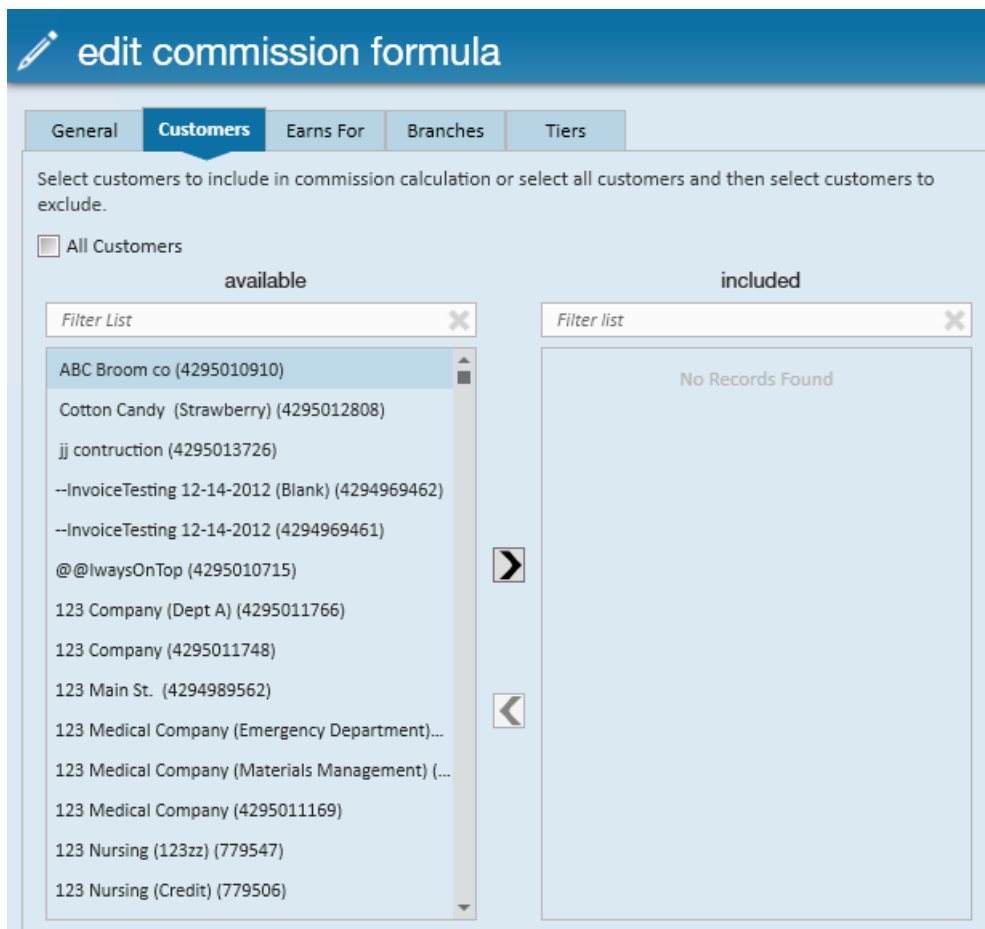 edit commission formula
General Customers Earns For Branches Tiers
Select customers to include in commission calculation or select all customers and then select customers to
exclude.
All Customers
available
included
Filter List
Filter list
ABC Broom co (4295010910)
No Records Found
Cotton Candy  (Strawberry) (4295012808)
jj contruction (4295013726)
--InvoiceTesting 12-14-2012 (Blank) (4294969462)
--InvoiceTesting 12-14-2012 (4294969461)
@@lwaysOnTop (4295010715)
123 Company (Dept A) (4295011766)
123 Company (4295011748)
123 Main St.  (4294989562)
123 Medical Company (Emergency Department)...
123 Medical Company (Materials Management) (...
123 Medical Company (4295011169)
123 Nursing (123zz) (779547)
123 Nursing (Credit) (779506)